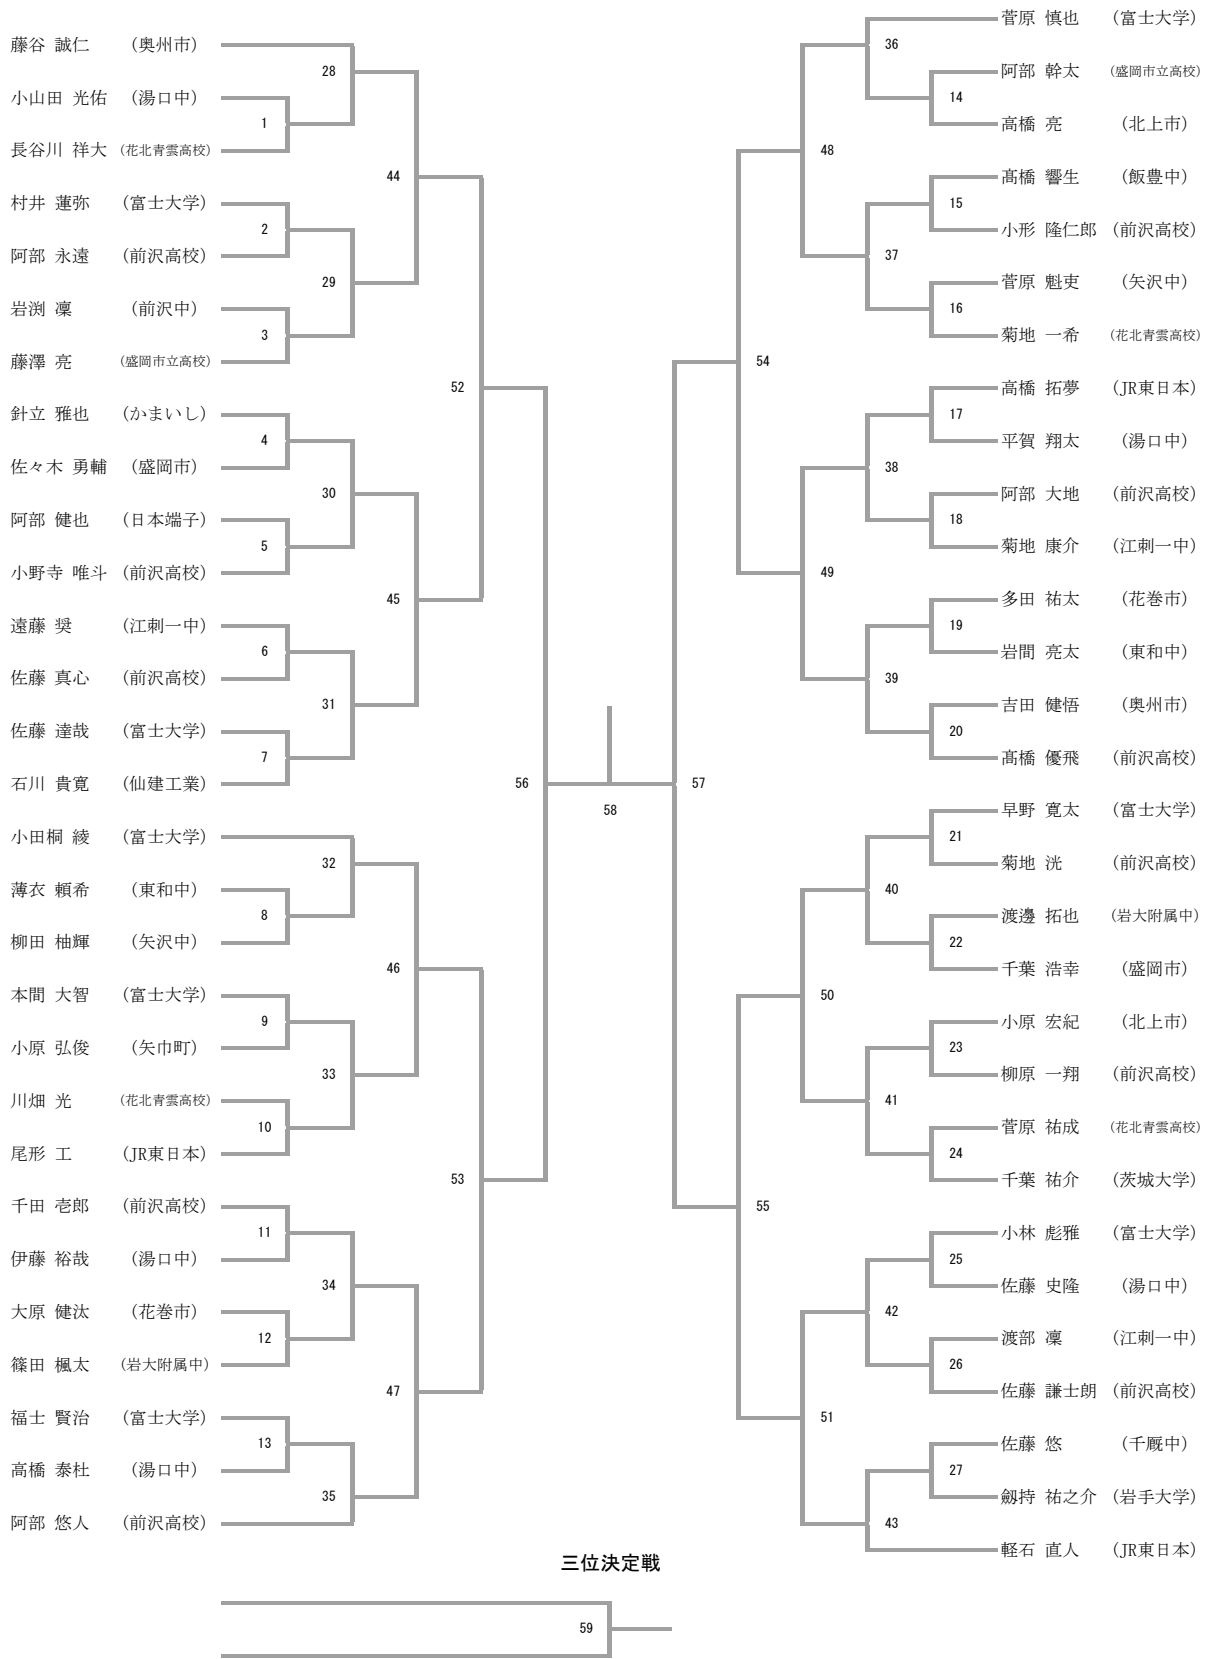 藤谷 誠仁 (奥州市)
28
小山田 光佑 (湯口中)
1
長谷川 祥大 (花北青雲高校)
44
村井 蓮弥 (富士大学)
2
阿部 永遠 (前沢高校)
29
岩渕 凜 (前沢中)
3
藤澤 亮 (盛岡市立高校)
52
針立 雅也 (かまいし)
4
佐々木 勇輔 (盛岡市)
30
阿部 健也 (日本端子)
5
小野寺 唯斗 (前沢高校)
45
遠藤 奨 (江刺一中)
6
佐藤 真心 (前沢高校)
31
佐藤 達哉 (富士大学)
7
石川 貴寛 (仙建工業)
56
小田桐 綾 (富士大学)
32
薄衣 頼希 (東和中)
8
柳田 柚輝 (矢沢中)
46
本間 大智 (富士大学)
9
小原 弘俊 (矢巾町)
33
川畑 光 (花北青雲高校)
10
尾形 工 (JR東日本)
53
千田 壱郎 (前沢高校)
11
伊藤 裕哉 (湯口中)
34
大原 健汰 (花巻市)
12
篠田 楓太 (岩大附属中)
47
福士 賢治 (富士大学)
13
高橋 泰杜 (湯口中)
35
阿部 悠人 (前沢高校)
58
菅原 慎也 (富士大学)
36
阿部 幹太 (盛岡市立高校)
14
高橋 亮 (北上市)
48
髙橋 響生 (飯豊中)
15
小形 隆仁郎 (前沢高校)
37
菅原 魁吏 (矢沢中)
16
菊地 一希 (花北青雲高校)
54
高橋 拓夢 (JR東日本)
17
平賀 翔太 (湯口中)
38
阿部 大地 (前沢高校)
18
菊地 康介 (江刺一中)
49
多田 祐太 (花巻市)
19
岩間 亮太 (東和中)
39
吉田 健悟 (奥州市)
20
髙橋 優飛 (前沢高校)
57
早野 寛太 (富士大学)
21
菊地 洸 (前沢高校)
40
渡邊 拓也 (岩大附属中)
22
千葉 浩幸 (盛岡市)
50
小原 宏紀 (北上市)
23
柳原 一翔 (前沢高校)
41
菅原 祐成 (花北青雲高校)
24
千葉 祐介 (茨城大学)
55
小林 彪雅 (富士大学)
25
佐藤 史隆 (湯口中)
42
渡部 凜 (江刺一中)
26
佐藤 謙士朗 (前沢高校)
51
佐藤 悠 (千厩中)
27
劔持 祐之介 (岩手大学)
43
軽石 直人 (JR東日本)
三位決定戦
59